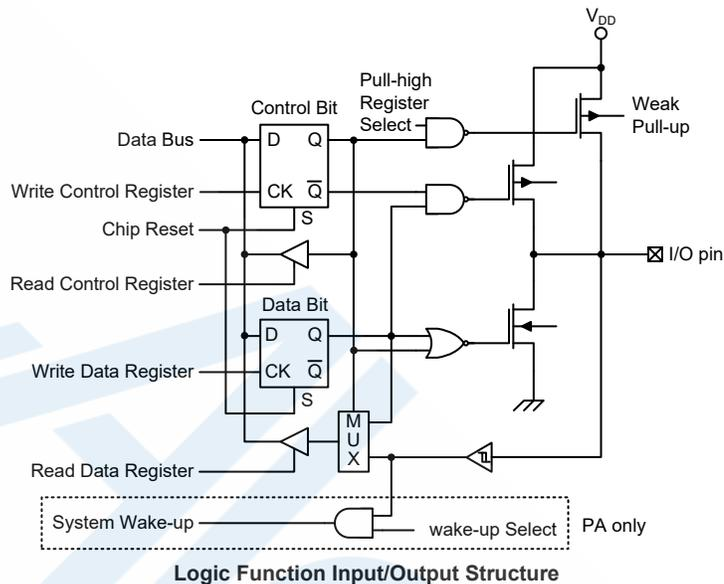 V_DD
Pull-high
Register
Select
Control Bit
Weak
Pull-up
Data Bus
D Q
Write Control Register
CK Q̅
S
Chip Reset
I/O pin
Read Control Register
Data Bit
D Q
Write Data Register
CK Q̅
S
M
U
X
Read Data Register
System Wake-up
wake-up Select
PA only
Logic Function Input/Output Structure